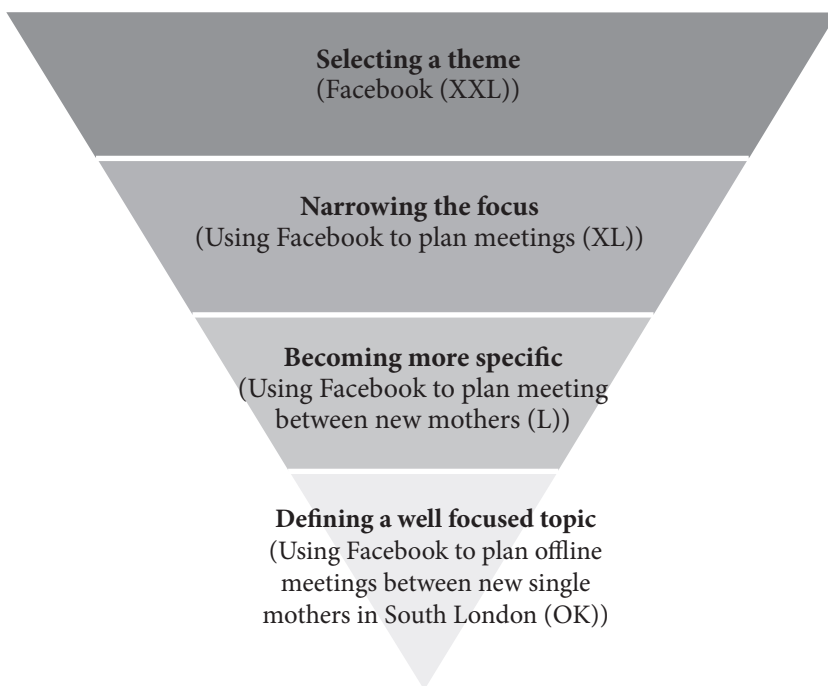 Selecting a theme
(Facebook (XXL))
Narrowing the focus
(Using Facebook to plan meetings (XL))
Becoming more specific
(Using Facebook to plan meeting
between new mothers (L))
Defining a well focused topic
(Using Facebook to plan offline
meetings between new single
mothers in South London (OK))